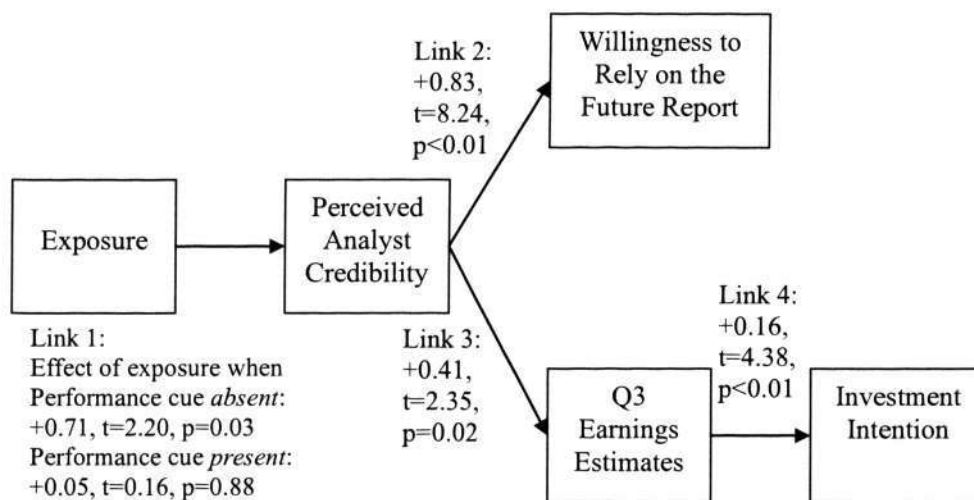 Link 2:
+0.83,
t=8.24,
p<0.01
Willingness to
Rely on the
Future Report
Exposure
Perceived
Analyst
Credibility
Link 1:
Effect of exposure when
Performance cue absent:
+0.71, t=2.20, p=0.03
Performance cue present:
+0.05, t=0.16, p=0.88
Link 3:
+0.41,
t=2.35,
p=0.02
Q3
Earnings
Estimates
Link 4:
+0.16,
t=4.38,
p<0.01
Investment
Intention